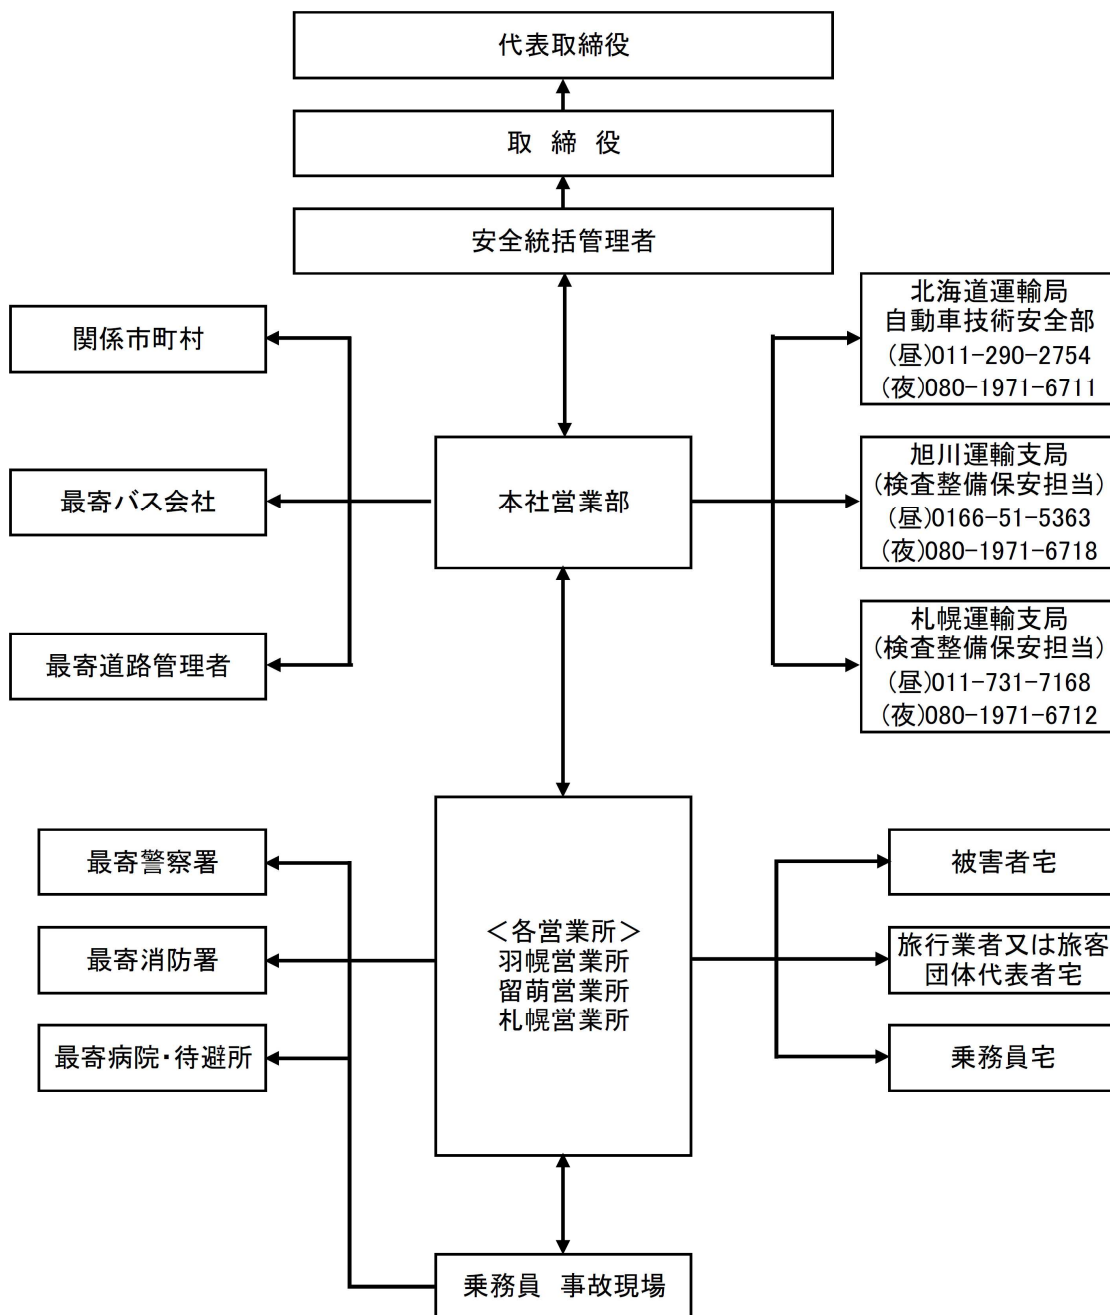 代表取締役
取 締 役
安全統括管理者
関係市町村
最寄バス会社
最寄道路管理者
本社営業部
北海道運輸局
自動車技術安全部
(昼)011-290-2754
(夜)080-1971-6711
旭川運輸支局
(検査整備保安担当)
(昼)0166-51-5363
(夜)080-1971-6718
札幌運輸支局
(検査整備保安担当)
(昼)011-731-7168
(夜)080-1971-6712
最寄警察署
最寄消防署
最寄病院・待避所
＜各営業所＞
羽幌営業所
留萌営業所
札幌営業所
被害者宅
旅行業者又は旅客
団体代表者宅
乗務員宅
乗務員 事故現場